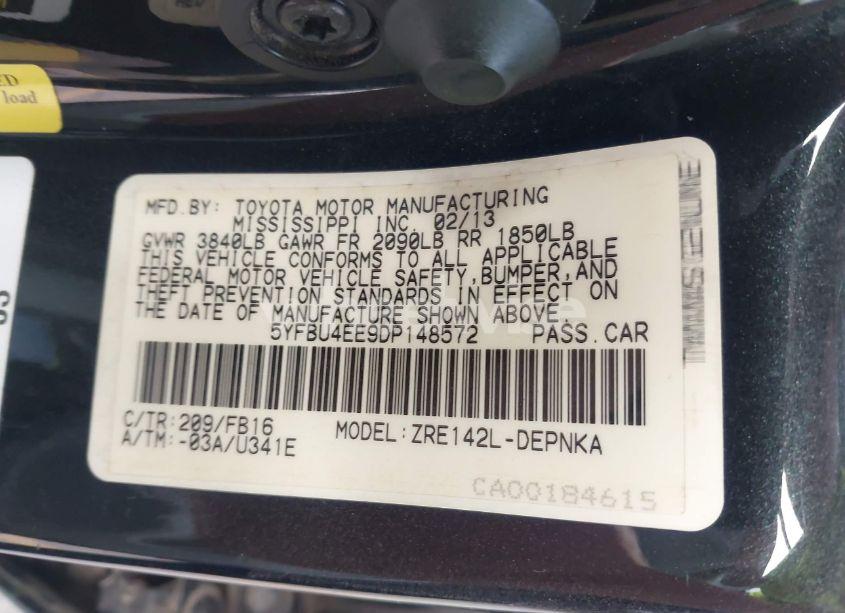 ED
load
MFD.BY: TOYOTA MOTOR MANUFACTURING
MISSISSIPPI INC. 02/13
GVWR 3840LB GAWR FR 2090LB RR 1850LB
THIS VEHICLE CONFORMS TO ALL APPLICABLE
FEDERAL MOTOR VEHICLE SAFETY,BUMPER,AND
THEFT PREVENTION STANDARDS IN EFFECT ON
THE DATE OF MANUFACTURE SHOWN ABOVE.
5YFBU4EE9DP148572 PASS.CAR
C/TR:209/FB16
A/TM:-03A/U341E
MODEL:ZRE142L-DEPNKA
CA00184615